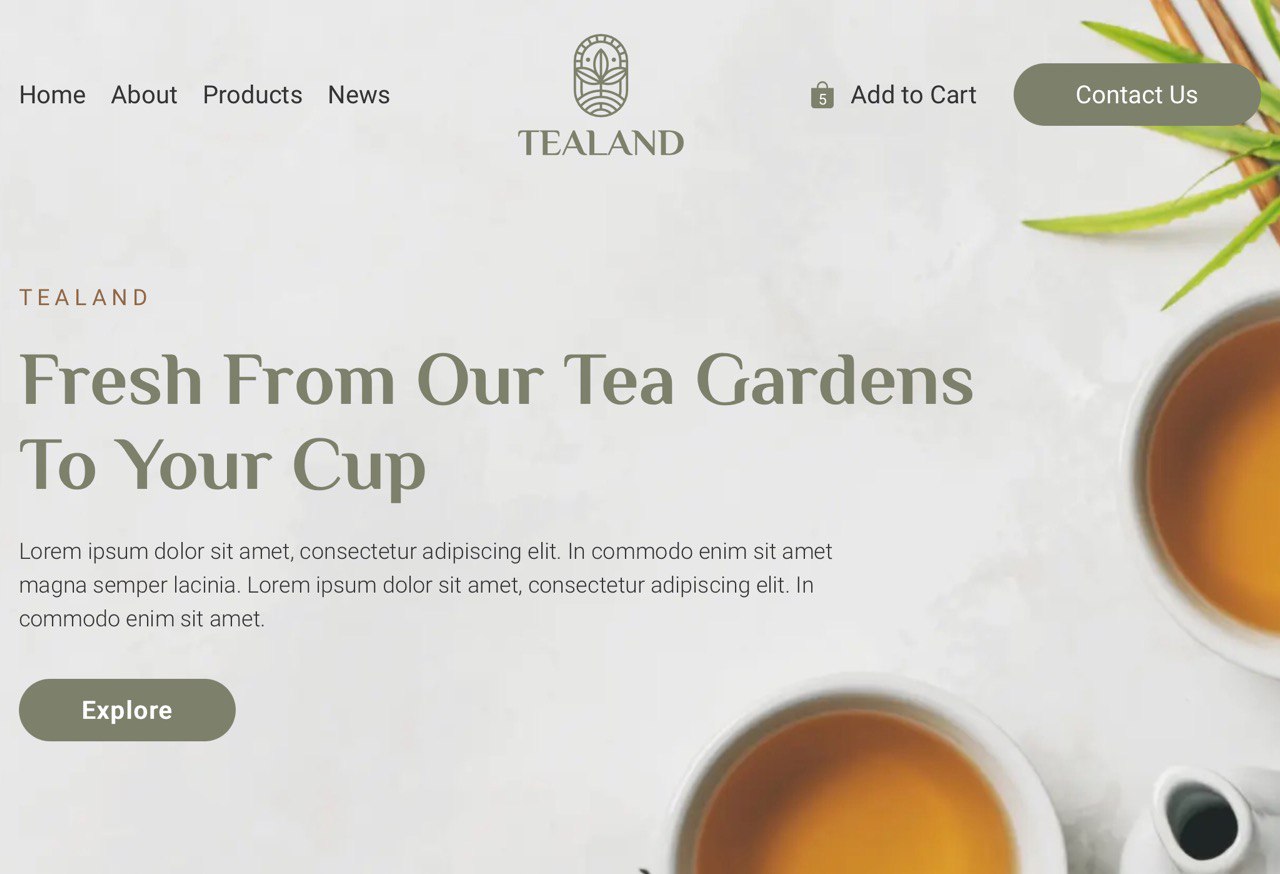 Home About Products News
TEALAND
5 Add to Cart
Contact Us
TEALAND
Fresh From Our Tea Gardens
To Your Cup
Lorem ipsum dolor sit amet, consectetur adipiscing elit. In commodo enim sit amet
magna semper lacinia. Lorem ipsum dolor sit amet, consectetur adipiscing elit. In
commodo enim sit amet.
Explore